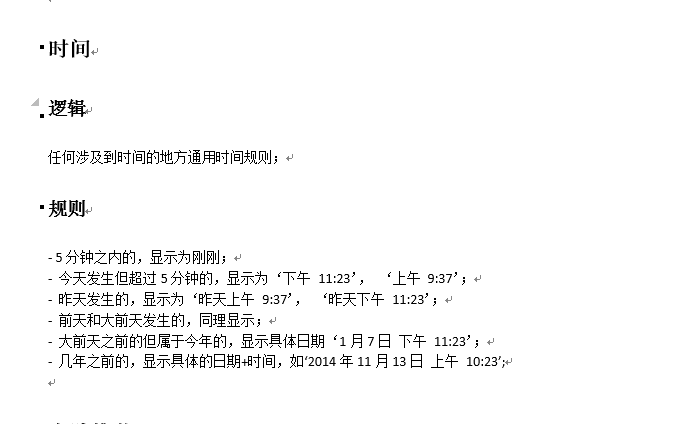 时间
逻辑
任何涉及到时间的地方通用时间规则；
规则
- 5 分钟之内的，显示为刚刚；
- 今天发生但超过 5 分钟的，显示为‘下午 11:23’， ‘上午 9:37’；
- 昨天发生的，显示为‘昨天上午 9:37’， ‘昨天下午 11:23’；
- 前天和大前天发生的，同理显示；
- 大前天之前的但属于今年的，显示具体日期‘1 月 7 日 下午 11:23’；
- 几年之前的，显示具体的日期+时间，如‘2014 年 11 月 13 日 上午 10:23’；